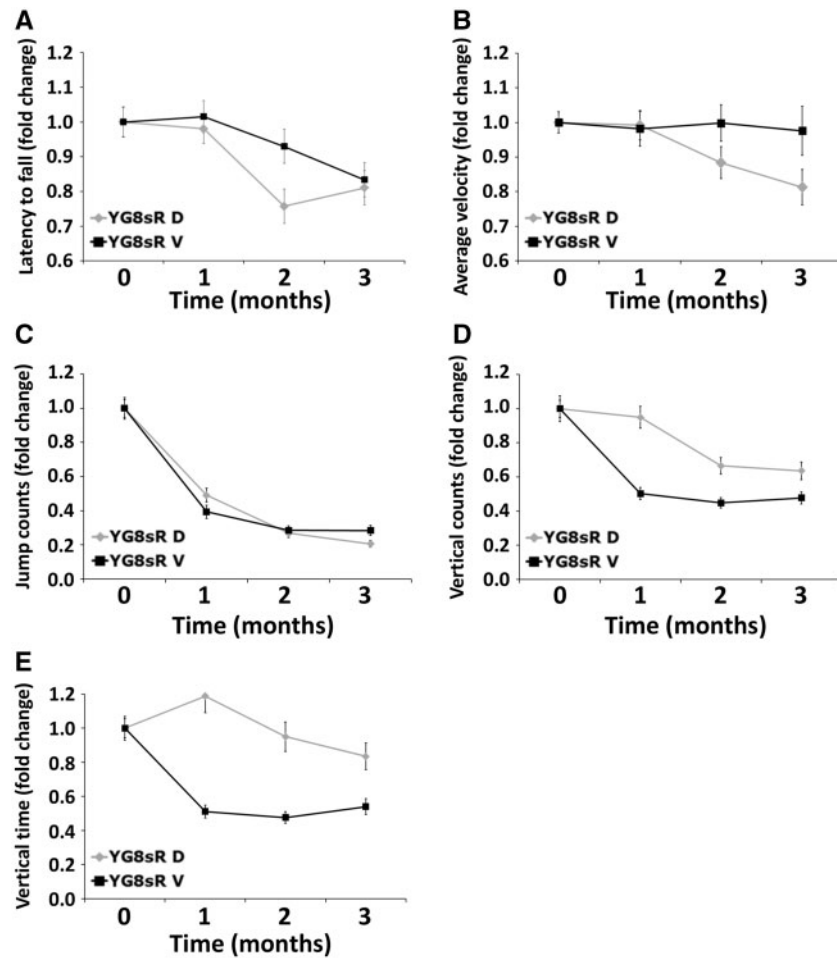 A
Latency to fall (fold change)
1.2
1.1
1.0
0.9
0.8
0.7
0.6
YG8sR D
YG8sR V
0 1 2 3
Time (months)
B
Average velocity (fold change)
1.2
1.1
1.0
0.9
0.8
0.7
0.6
YG8sR D
YG8sR V
0 1 2 3
Time (months)
C
Jump counts (fold change)
1.2
1.0
0.8
0.6
0.4
0.2
0.0
YG8sR D
YG8sR V
0 1 2 3
Time (months)
D
Vertical counts (fold change)
1.2
1.0
0.8
0.6
0.4
0.2
0.0
YG8sR D
YG8sR V
0 1 2 3
Time (months)
E
Vertical time (fold change)
1.2
1.0
0.8
0.6
0.4
0.2
0.0
YG8sR D
YG8sR V
0 1 2 3
Time (months)